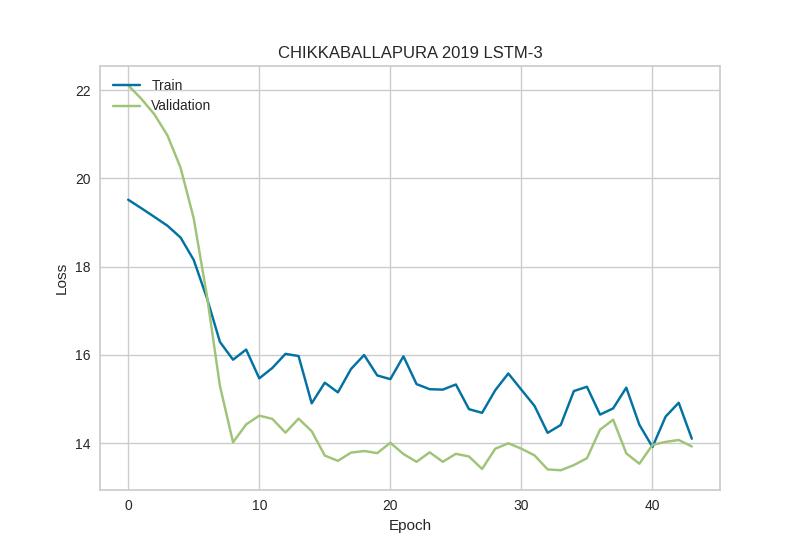 CHIKKABALLAPURA 2019 LSTM-3
Train
Validation
22
20
18
16
14
Loss
0 10 20 30 40
Epoch